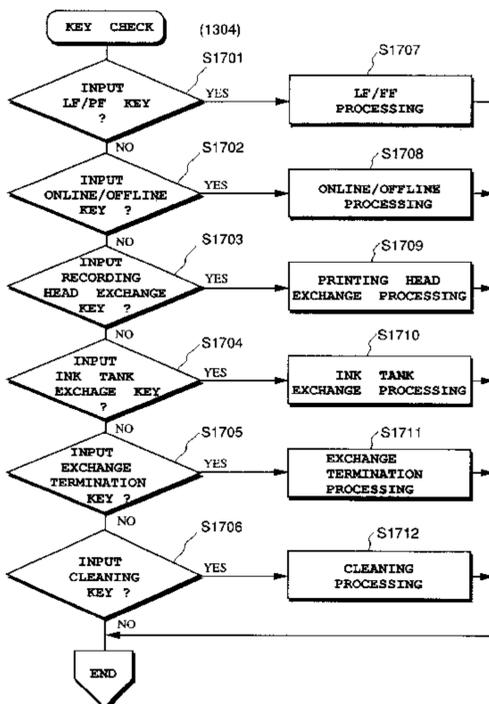 KEY CHECK
(1304)
S1701
INPUT
LF/PF KEY
?
YES
S1707
LF/FF
PROCESSING
NO
S1702
INPUT
ONLINE/OFFLINE
KEY ?
YES
S1708
ONLINE/OFFLINE
PROCESSING
NO
S1703
INPUT
RECORDING
HEAD EXCHANGE
KEY ?
YES
S1709
PRINTING HEAD
EXCHANGE PROCESSING
NO
S1704
INPUT
INK TANK
EXCHAGE KEY
?
YES
S1710
INK TANK
EXCHANGE PROCESSING
NO
S1705
INPUT
EXCHANGE
TERMINATION
KEY ?
YES
S1711
EXCHANGE
TERMINATION
PROCESSING
NO
S1706
INPUT
CLEANING
KEY ?
YES
S1712
CLEANING
PROCESSING
NO
END